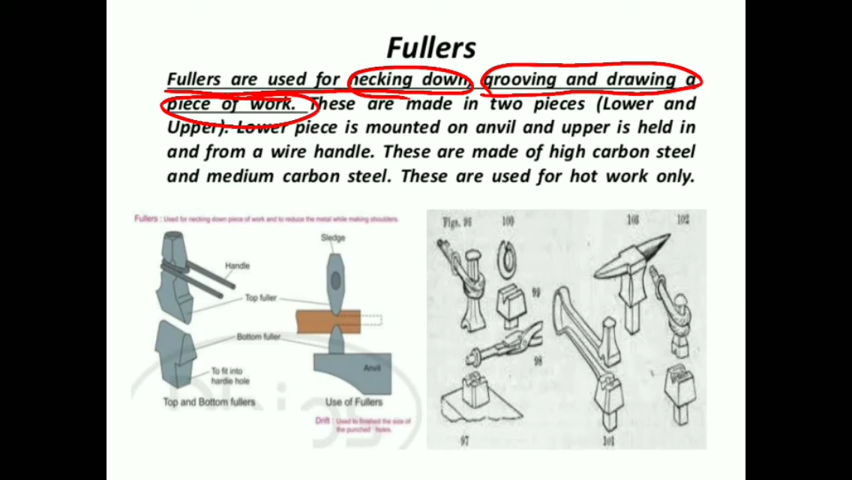 Fullers
Fullers are used for necking down, grooving and drawing a
piece of work. These are made in two pieces (Lower and
Upper). Lower piece is mounted on anvil and upper is held in
and from a wire handle. These are made of high carbon steel
and medium carbon steel. These are used for hot work only.
Fullers : Used for necking down piece of work and to reduce the metal while making shoulders.
Sledge
Handle
Top fuller
Bottom fuller
To fit into
hardie hole
Anvil
Top and Bottom fullers
Use of Fullers
Drift : Used to finished the size of
the punched holes.
Figs. 96
100
103
102
99
98
97
101